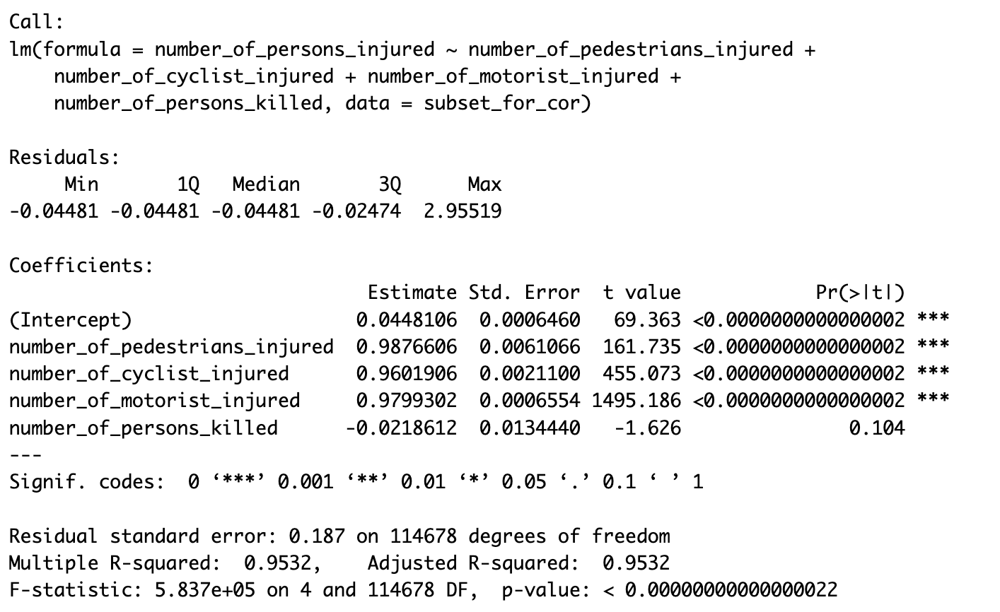 Call:
lm(formula = number_of_persons_injured ~ number_of_pedestrians_injured +
    number_of_cyclist_injured + number_of_motorist_injured +
    number_of_persons_killed, data = subset_for_cor)

Residuals:
     Min       1Q   Median       3Q      Max
-0.04481 -0.04481 -0.04481 -0.02474  2.95519

Coefficients:
                                Estimate Std. Error  t value            Pr(>|t|)
(Intercept)                    0.0448106  0.0006460   69.363 <0.0000000000000002 ***
number_of_pedestrians_injured  0.9876606  0.0061066  161.735 <0.0000000000000002 ***
number_of_cyclist_injured      0.9601906  0.0021100  455.073 <0.0000000000000002 ***
number_of_motorist_injured     0.9799302  0.0006554 1495.186 <0.0000000000000002 ***
number_of_persons_killed      -0.0218612  0.0134440   -1.626               0.104
---
Signif. codes:  0 ‘***’ 0.001 ‘**’ 0.01 ‘*’ 0.05 ‘.’ 0.1 ‘ ’ 1

Residual standard error: 0.187 on 114678 degrees of freedom
Multiple R-squared:  0.9532,	Adjusted R-squared:  0.9532
F-statistic: 5.837e+05 on 4 and 114678 DF,  p-value: < 0.00000000000000022